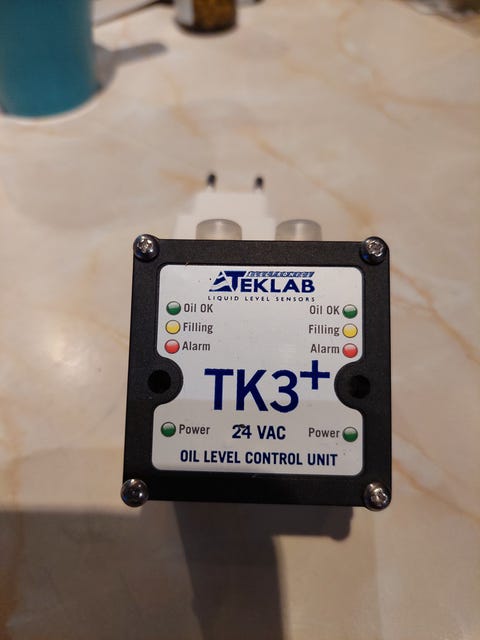 ELECTRONICS
TEKLAB
LIQUID LEVEL SENSORS
Oil OK Oil OK
Filling Filling
Alarm Alarm
TK3+
Power 24 VAC Power
OIL LEVEL CONTROL UNIT